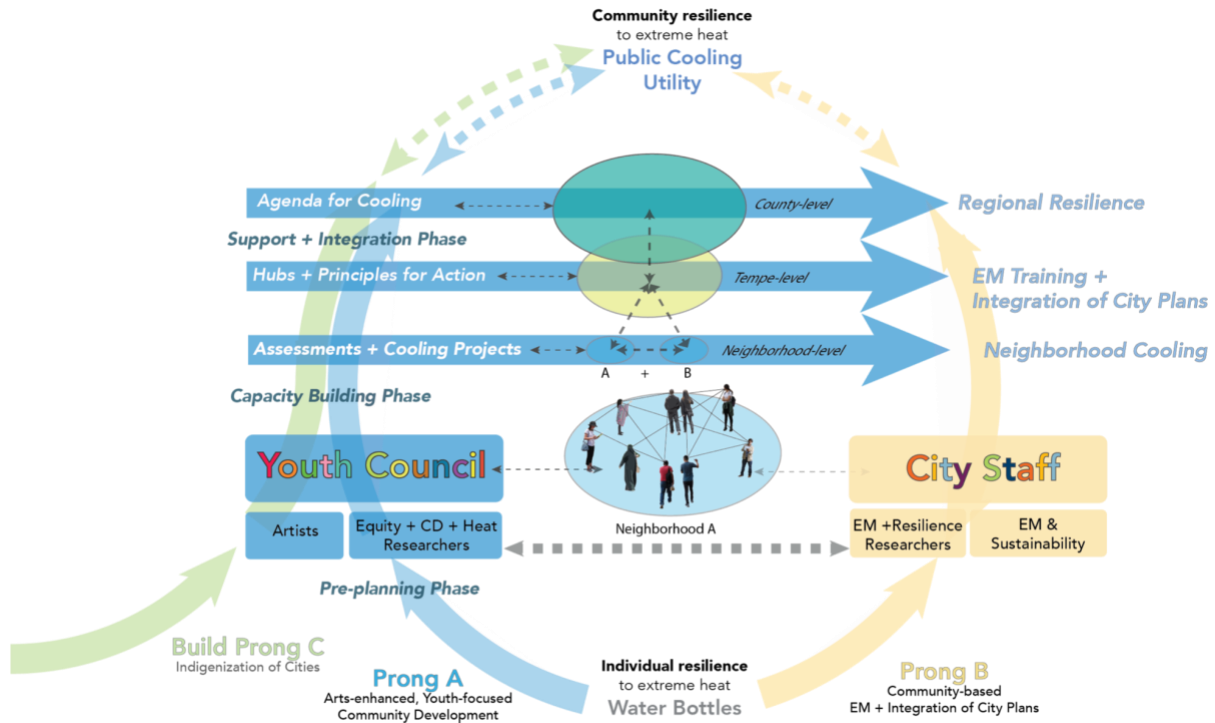 Community resilience
to extreme heat
Public Cooling
Utility
Agenda for Cooling
County-level
Regional Resilience
Support + Integration Phase
Hubs + Principles for Action
Tempe-level
EM Training +
Integration of City Plans
Assessments + Cooling Projects
Neighborhood-level
Neighborhood Cooling
A + B
Capacity Building Phase
Youth Council
City Staff
Artists
Equity + CD + Heat
Researchers
Neighborhood A
EM +Resilience
Researchers
EM &
Sustainability
Pre-planning Phase
Build Prong C
Indigenization of Cities
Prong A
Arts-enhanced, Youth-focused
Community Development
Individual resilience
to extreme heat
Water Bottles
Prong B
Community-based
EM + Integration of City Plans